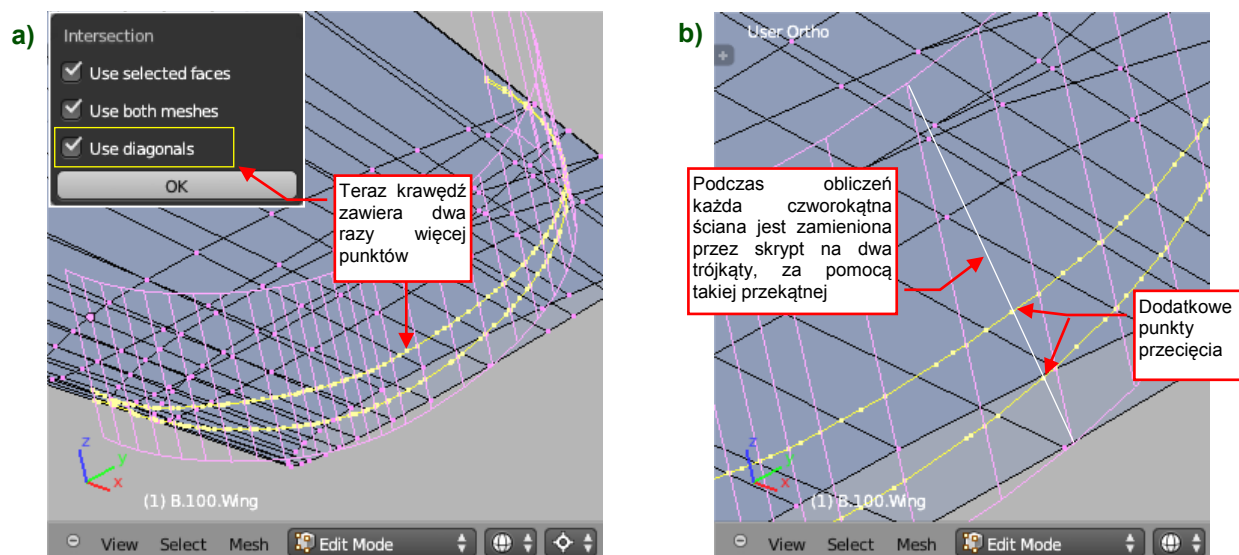 a)
Intersection
Use selected faces
Use both meshes
Use diagonals
OK
Teraz krawędź
zawiera dwa
razy więcej
punktów
z
y
x
(1) B.100.Wing
View Select Mesh Edit Mode
b)
User Ortho
Podczas obliczeń
każda czworokątna
ściana jest zamieniona
przez skrypt na dwa
trójkąty, za pomocą
takiej przekątnej
Dodatkowe
punkty
przecięcia
z
y
x
(1) B.100.Wing
View Select Mesh Edit Mode